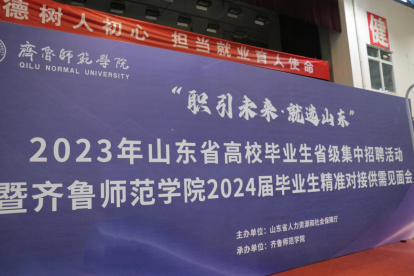 德树人初心 担当就业育人使命
健
齊鲁师范學院
QILU NORMAL UNIVERSITY
“职引未来·就选山东”
2023年山东省高校毕业生省级集中招聘活动
暨齐鲁师范学院2024届毕业生精准对接供需见面会
主办单位：山东省人力资源和社会保障厅
承办单位：齐鲁师范学院